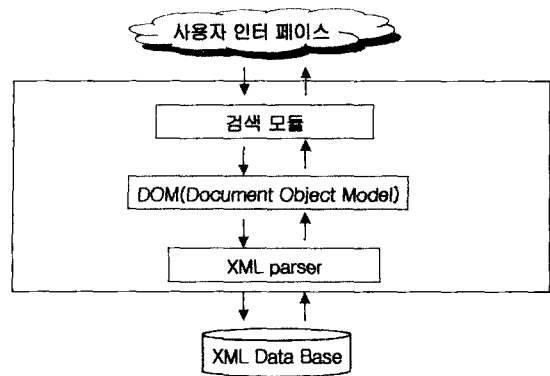 사용자 인터 페이스
검색 모듈
DOM(Document Object Model)
XML parser
XML Data Base